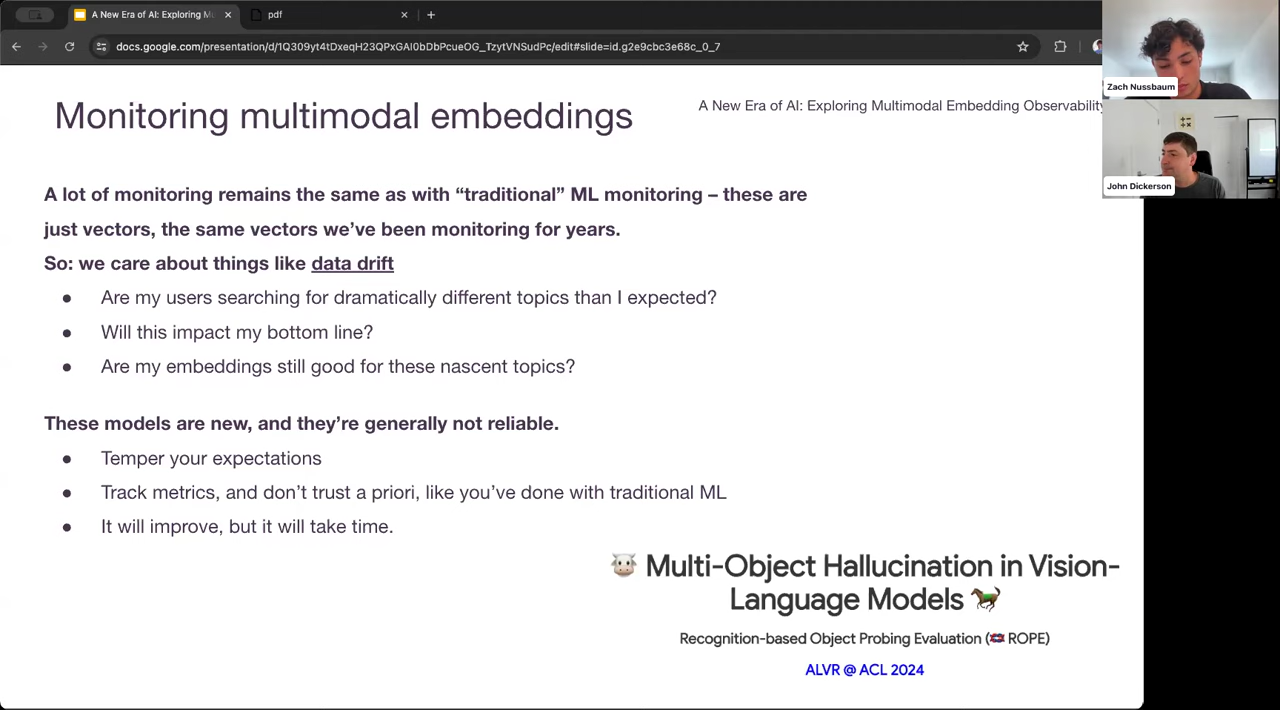 A New Era of AI: Exploring Mu
pdf
docs.google.com/presentation/d/1Q309yt4tDxeqH23QPxGAI0bDbPcueOG_TzytVNSudPc/edit#slide=id.g2e9cbc3e68c_0_7
Zach Nussbaum
John Dickerson
Monitoring multimodal embeddings
A New Era of AI: Exploring Multimodal Embedding Observability
A lot of monitoring remains the same as with “traditional” ML monitoring – these are
just vectors, the same vectors we’ve been monitoring for years.
So: we care about things like data drift
● Are my users searching for dramatically different topics than I expected?
● Will this impact my bottom line?
● Are my embeddings still good for these nascent topics?
These models are new, and they’re generally not reliable.
● Temper your expectations
● Track metrics, and don’t trust a priori, like you’ve done with traditional ML
● It will improve, but it will take time.
🐮 Multi-Object Hallucination in Vision-
Language Models 🐎
Recognition-based Object Probing Evaluation (🪢 ROPE)
ALVR @ ACL 2024